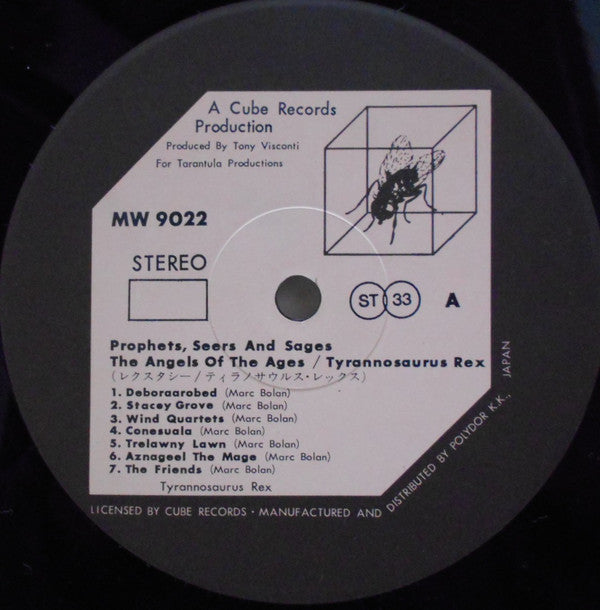 A Cube Records
Production
Produced By Tony Visconti
For Tarantula Productions
MW 9022
STEREO
ST 33 A
Prophets, Seers And Sages
The Angels Of The Ages / Tyrannosaurus Rex
(レクスタシー/ティラノサウルス・レックス)
1. Deboraarobed (Marc Bolan)
2. Stacey Grove (Marc Bolan)
3. Wind Quartets (Marc Bolan)
4. Conesuala (Marc Bolan)
5. Trelawny Lawn (Marc Bolan)
6. Aznageel The Mage (Marc Bolan)
7. The Friends (Marc Bolan)
Tyrannosaurus Rex
LICENSED BY CUBE RECORDS · MANUFACTURED AND DISTRIBUTED BY POLYDOR K.K., JAPAN